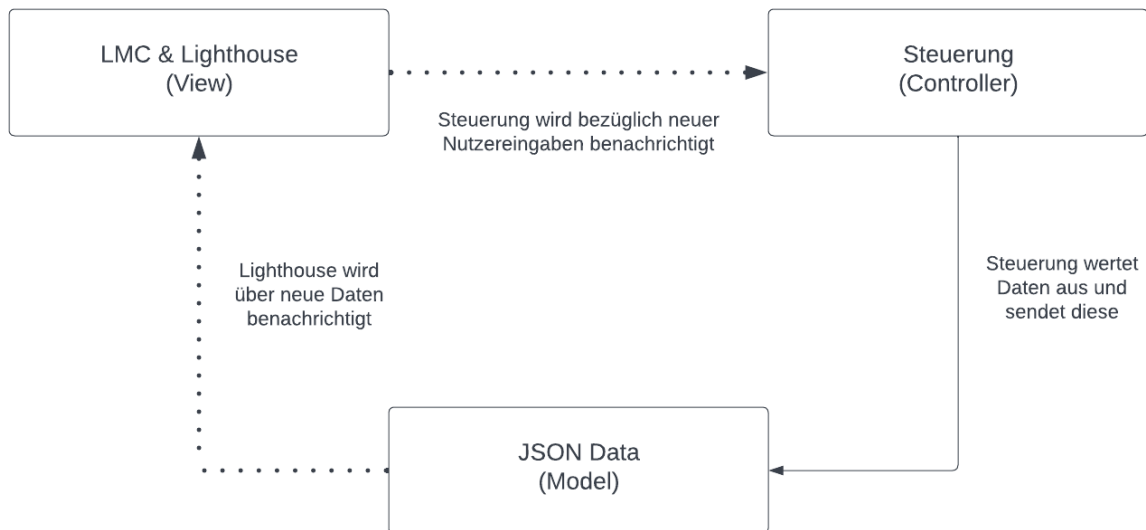 LMC & Lighthouse
(View)
Steuerung
(Controller)
Steuerung wird bezüglich neuer
Nutzereingaben benachrichtigt
Lighthouse wird
über neue Daten
benachrichtigt
Steuerung wertet
Daten aus und
sendet diese
JSON Data
(Model)